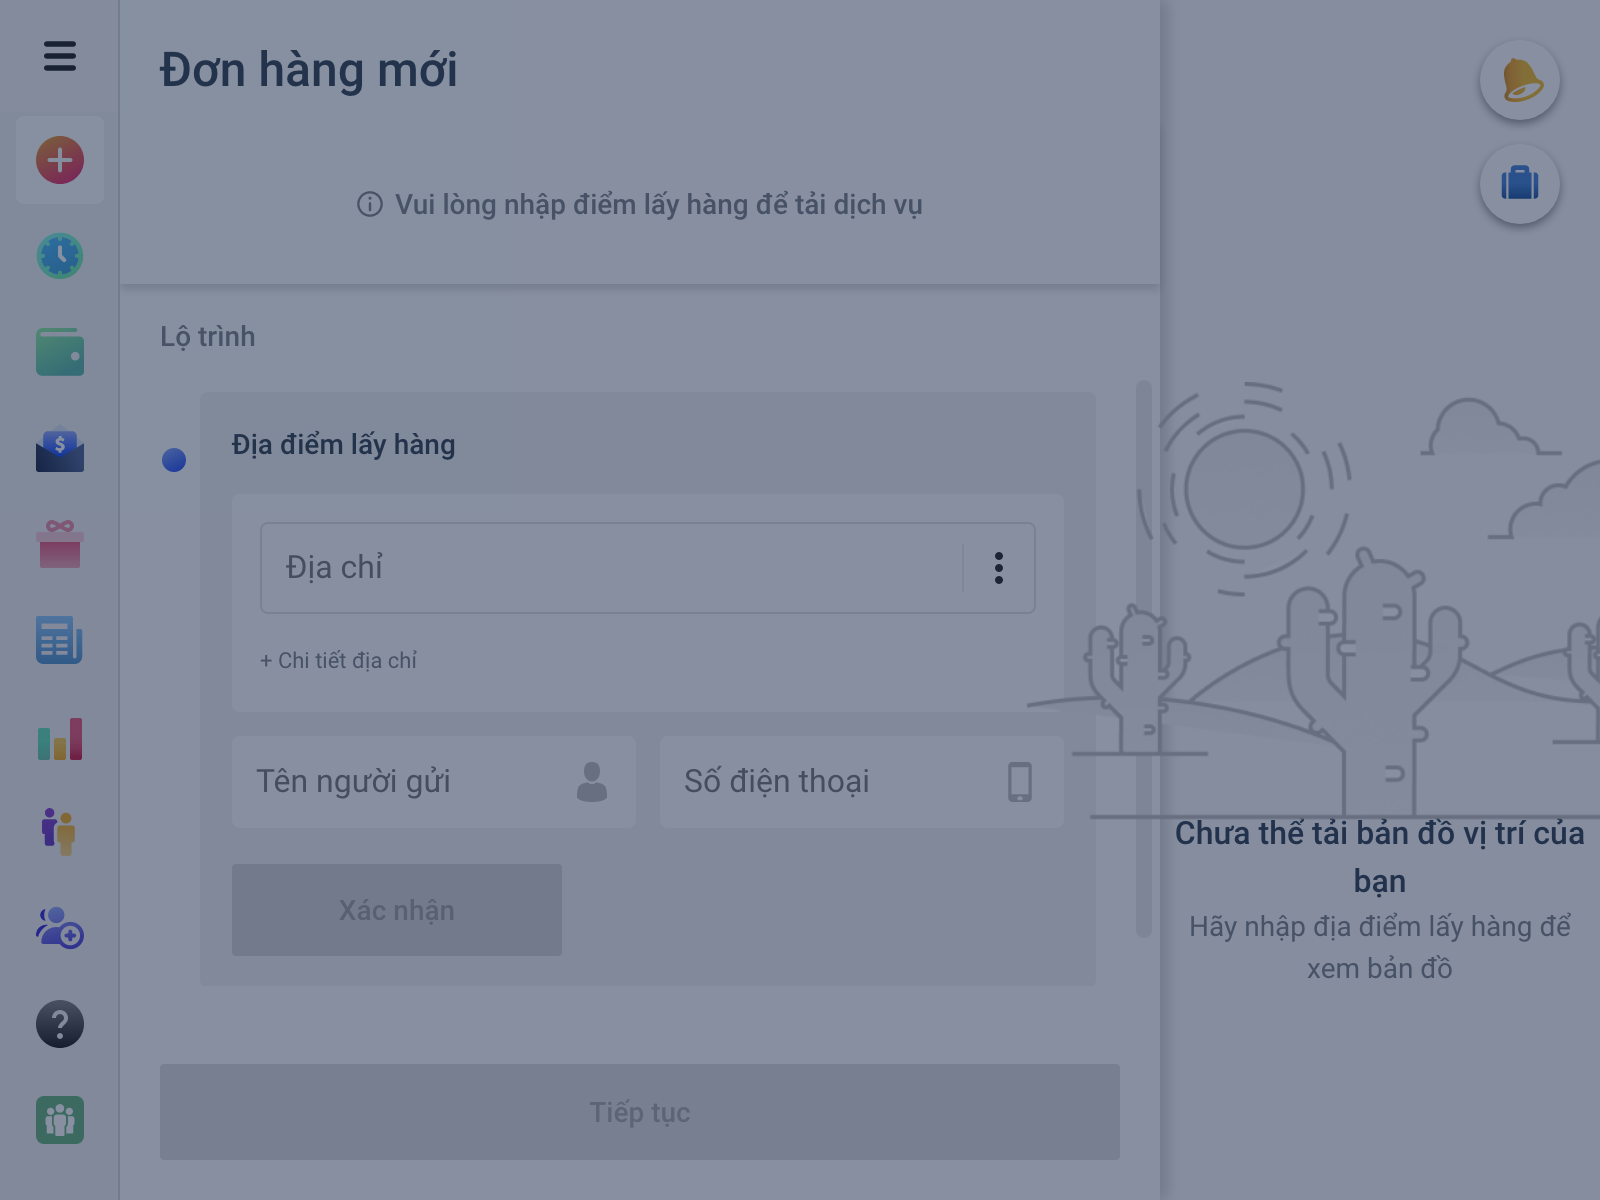 Đơn hàng mới
Vui lòng nhập điểm lấy hàng để tải dịch vụ
Lộ trình
Địa điểm lấy hàng
Địa chỉ
+ Chi tiết địa chỉ
Tên người gửi
Số điện thoại
Xác nhận
Tiếp tục
Chưa thể tải bản đồ vị trí của
bạn
Hãy nhập địa điểm lấy hàng để
xem bản đồ